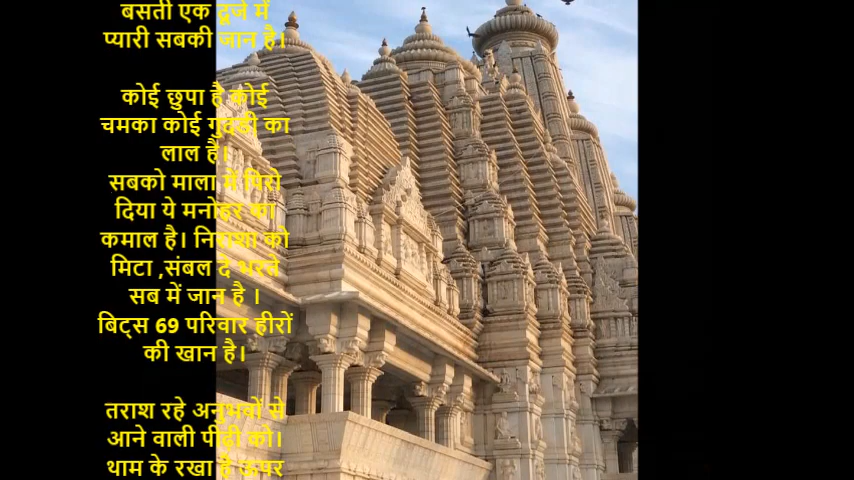 बसती एक दूजे में
प्यारी सबकी जान है।
कोई छुपा है कोई
चमका कोई गुदडी का
लाल है।
सबको माला में पिरो
दिया ये मनोहर का
कमाल है। निराशा को
मिटा ,संबल दे भरते
सब में जान है ।
बिट्स 69 परिवार हीरों
की खान है।
तराश रहे अनुभवों से
आने वाली पीढ़ी को।
थाम के रखा है ऊपर